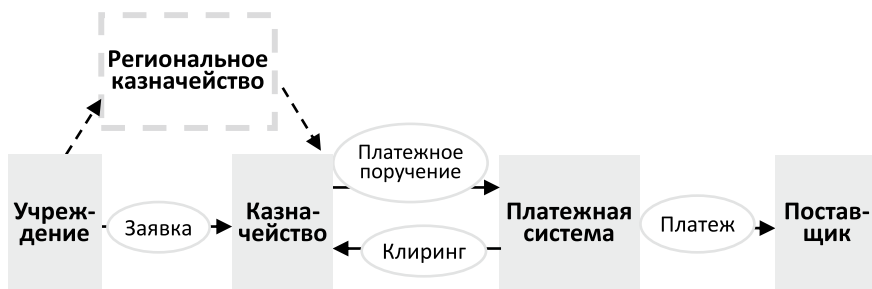 Региональное
казначейство
Платежное
поручение
Учреж-
дение
Заявка
Казна-
чейство
Клиринг
Платежная
система
Платеж
Постав-
щик